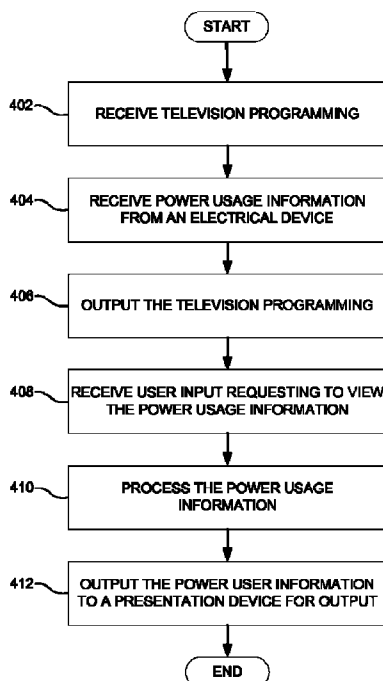 START
402
RECEIVE TELEVISION PROGRAMMING
404
RECEIVE POWER USAGE INFORMATION
FROM AN ELECTRICAL DEVICE
406
OUTPUT THE TELEVISION PROGRAMMING
408
RECEIVE USER INPUT REQUESTING TO VIEW
THE POWER USAGE INFORMATION
410
PROCESS THE POWER USAGE
INFORMATION
412
OUTPUT THE POWER USER INFORMATION
TO A PRESENTATION DEVICE FOR OUTPUT
END